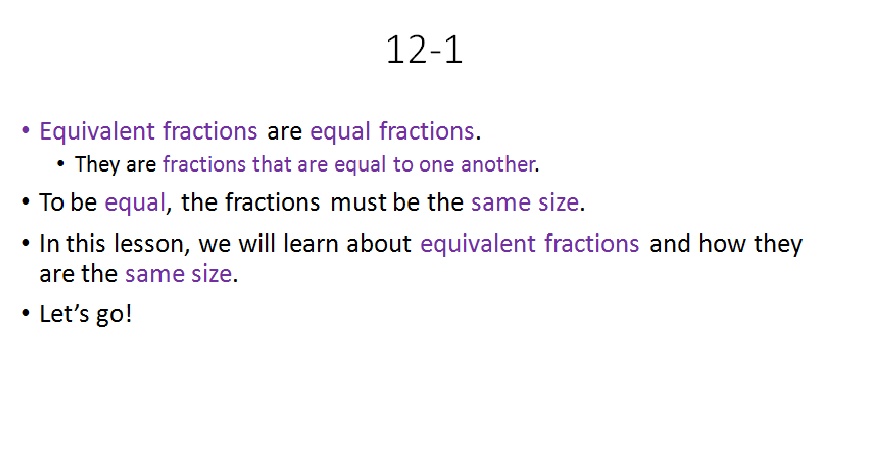 12-1
• Equivalent fractions are equal fractions.
• They are fractions that are equal to one another.
• To be equal, the fractions must be the same size.
• In this lesson, we will learn about equivalent fractions and how they
are the same size.
• Let’s go!